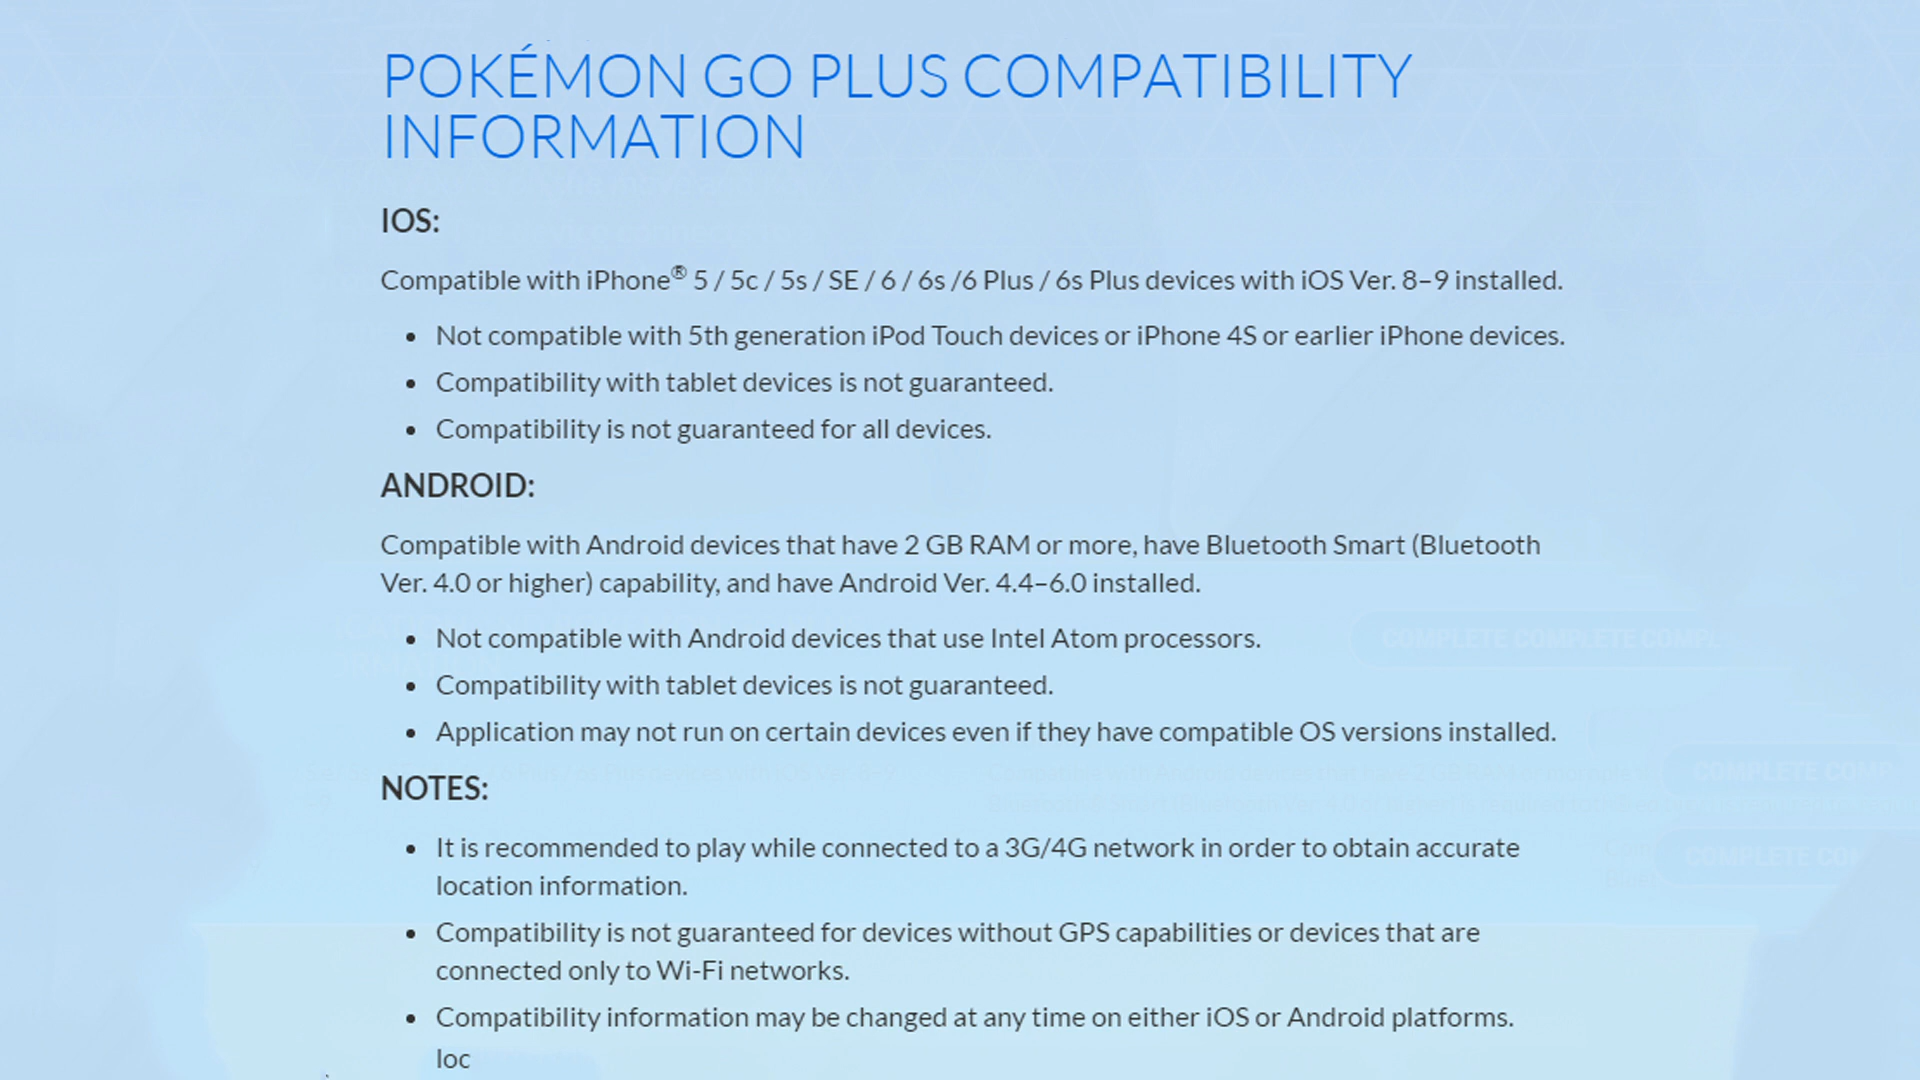 POKÉMON GO PLUS COMPATIBILITY
INFORMATION
IOS:
Compatible with iPhone® 5 / 5c / 5s / SE / 6 / 6s /6 Plus / 6s Plus devices with iOS Ver. 8–9 installed.
• Not compatible with 5th generation iPod Touch devices or iPhone 4S or earlier iPhone devices.
• Compatibility with tablet devices is not guaranteed.
• Compatibility is not guaranteed for all devices.
ANDROID:
Compatible with Android devices that have 2 GB RAM or more, have Bluetooth Smart (Bluetooth
Ver. 4.0 or higher) capability, and have Android Ver. 4.4–6.0 installed.
• Not compatible with Android devices that use Intel Atom processors.
COMPLETE COMPLETE COMPL
• Compatibility with tablet devices is not guaranteed.
• Application may not run on certain devices even if they have compatible OS versions installed.
COMPLETE COMP
NOTES:
• It is recommended to play while connected to a 3G/4G network in order to obtain accurate
location information.
COMPLETE CO
• Compatibility is not guaranteed for devices without GPS capabilities or devices that are
connected only to Wi-Fi networks.
• Compatibility information may be changed at any time on either iOS or Android platforms.
loc